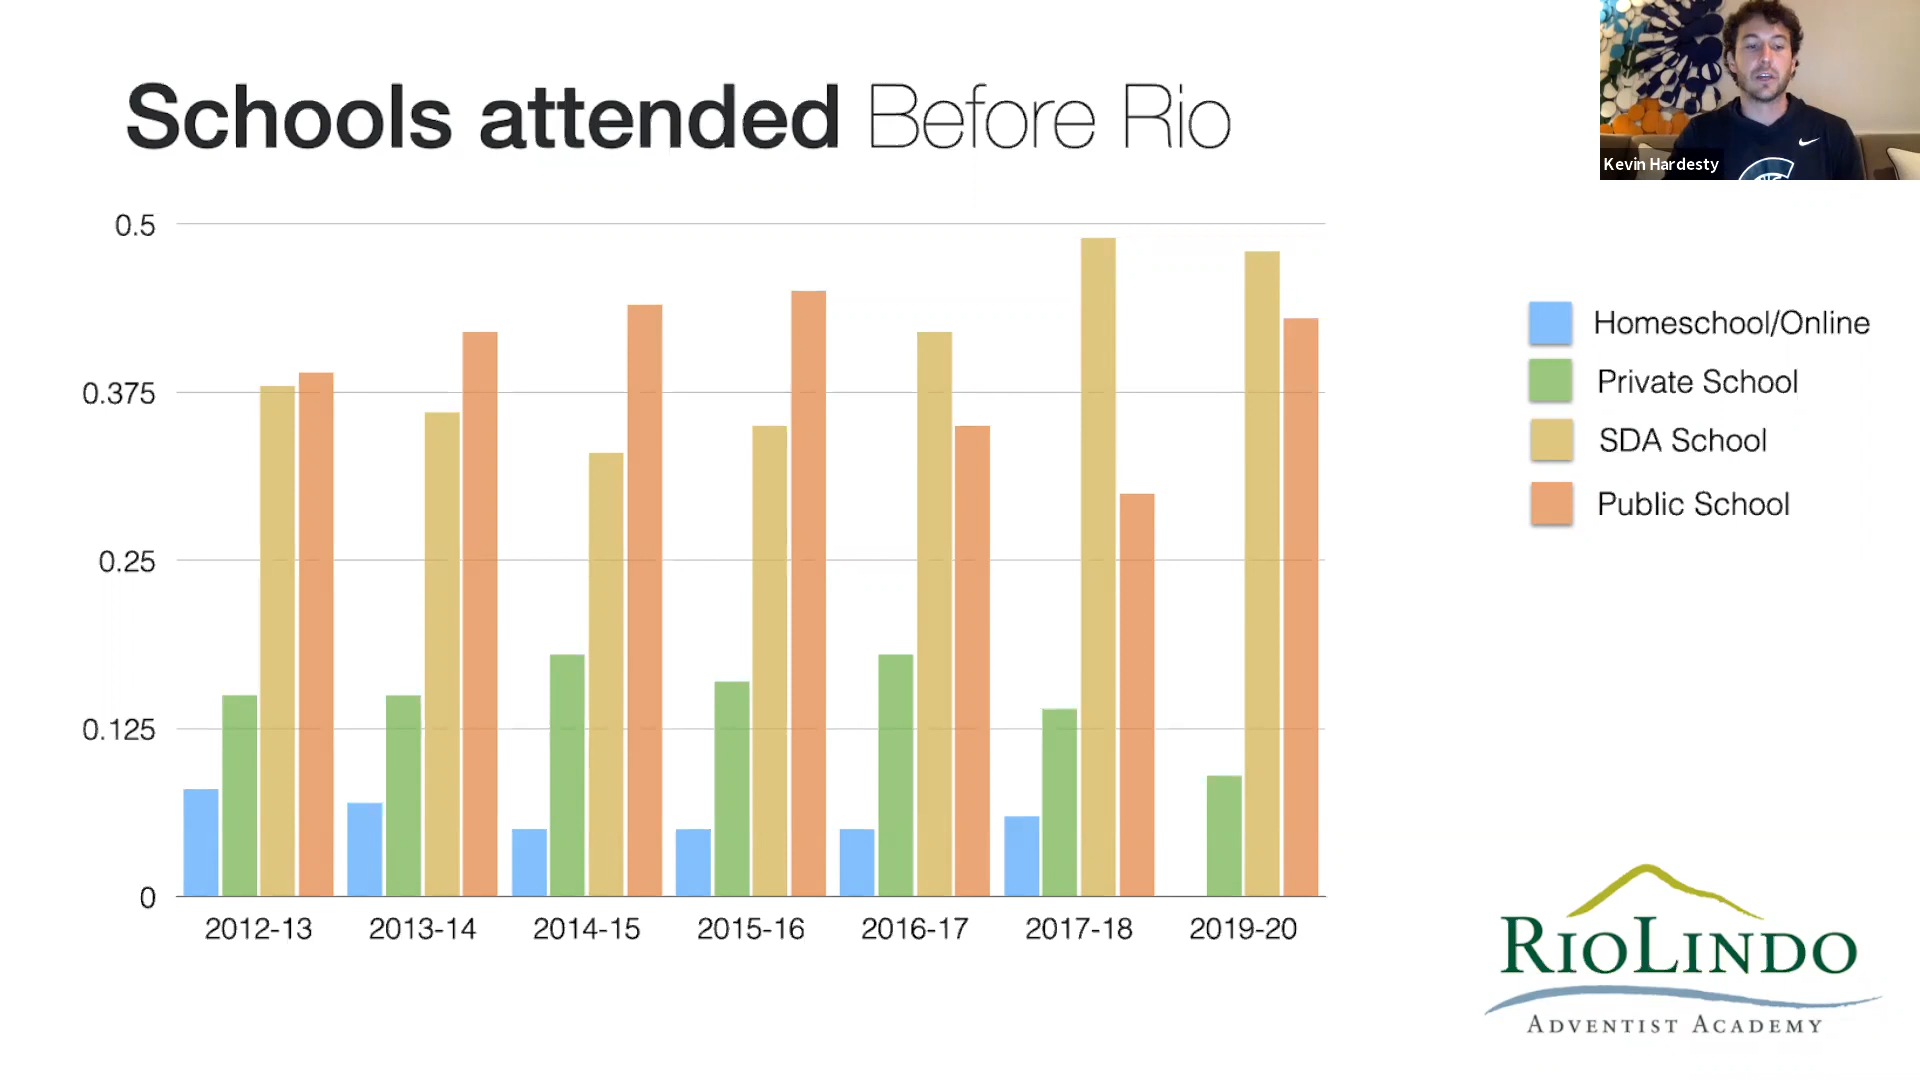 Schools attended Before Rio
Kevin Hardesty
0.5
0.375
0.25
0.125
0
2012-13
2013-14
2014-15
2015-16
2016-17
2017-18
2019-20
Homeschool/Online
Private School
SDA School
Public School
RIOLINDO
ADVENTIST ACADEMY